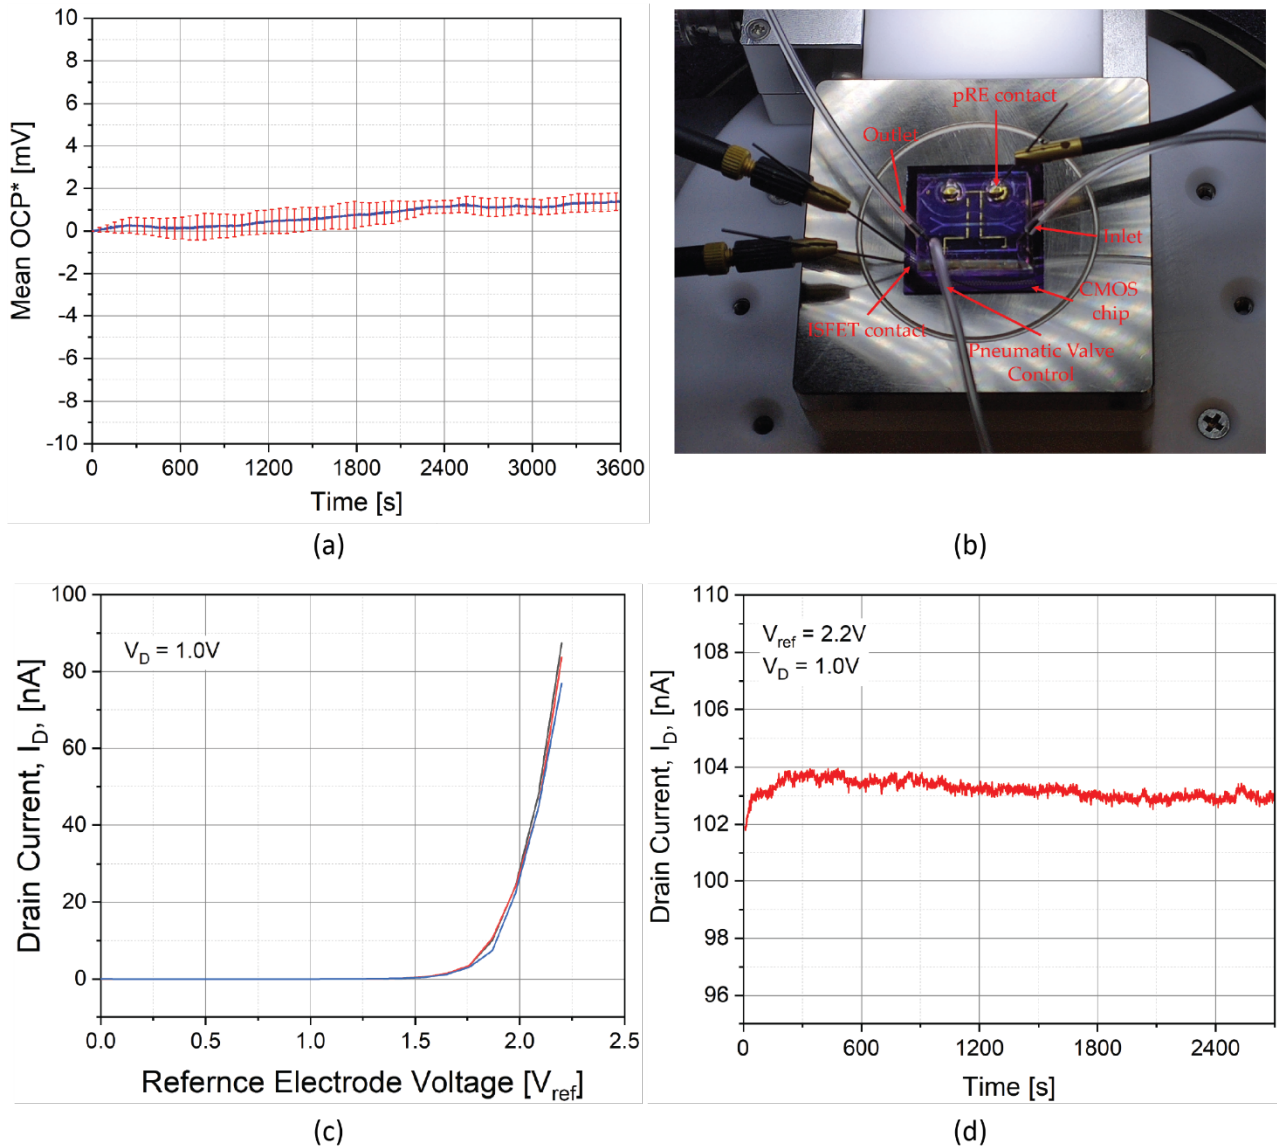 10
8
6
4
2
0
-2
-4
-6
-8
-10
Mean OCP* [mV]
0 600 1200 1800 2400 3000 3600
Time [s]
(a)
pRE contact
Outlet
Inlet
CMOS
chip
ISFET contact
Pneumatic Valve
Control
(b)
100
80
60
40
20
0
Drain Current, I_D, [nA]
V_D = 1.0V
0.0 0.5 1.0 1.5 2.0 2.5
Refernce Electrode Voltage [V_ref]
(c)
110
108
106
104
102
100
98
96
Drain Current, I_D, [nA]
V_ref = 2.2V
V_D = 1.0V
0 600 1200 1800 2400
Time [s]
(d)